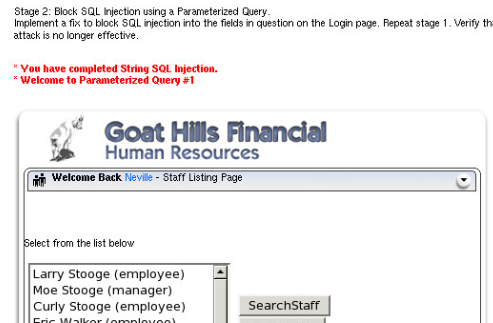 Stage 2: Block SQL Injection using a Parameterized Query.
Implement a fix to block SQL injection into the fields in question on the Login page. Repeat stage 1. Verify th
attack is no longer effective.
* You have completed String SQL Injection.
* Welcome to Parameterized Query #1
Goat Hills Financial
Human Resources
Welcome Back Neville - Staff Listing Page
Select from the list below
Larry Stooge (employee)
Moe Stooge (manager)
Curly Stooge (employee)
Eric Walker (employee)
SearchStaff